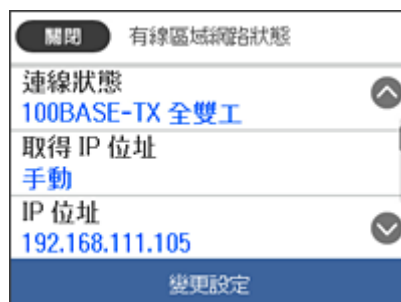 關閉 有線區域網路狀態
連線狀態
100BASE-TX 全雙工
取得 IP 位址
手動
IP 位址
192.168.111.105
變更設定